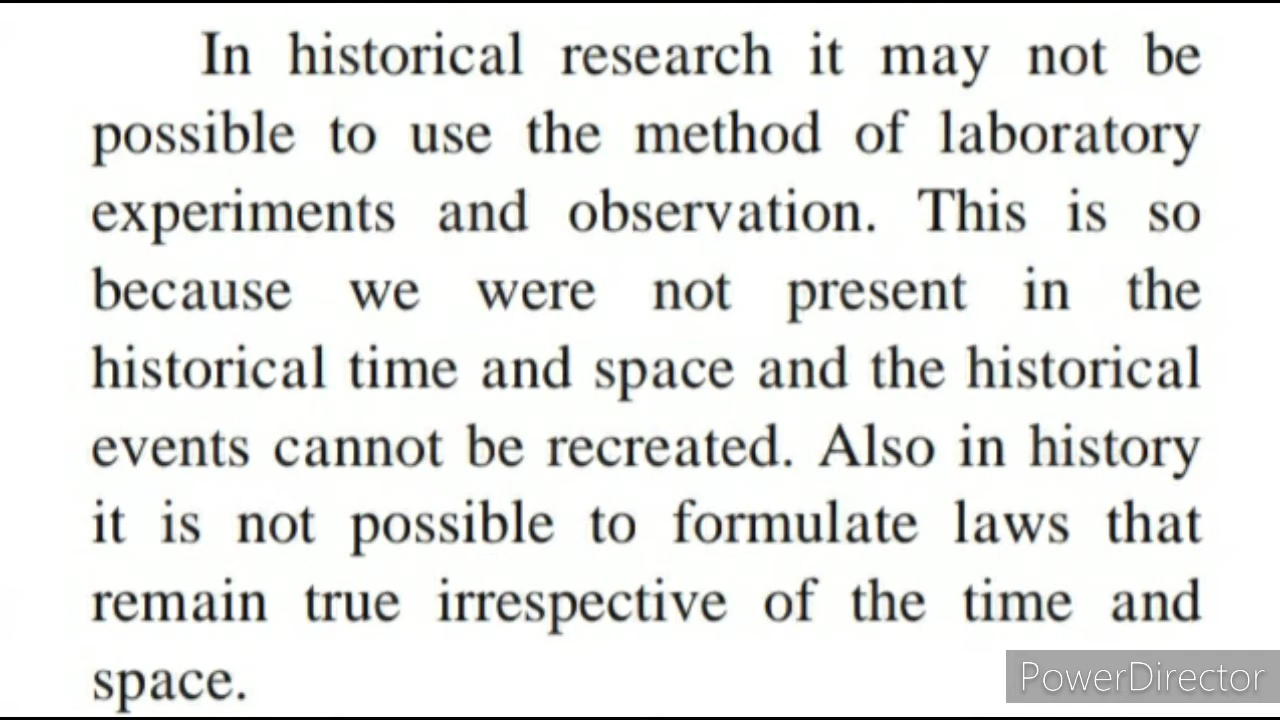 In historical research it may not be
possible to use the method of laboratory
experiments and observation. This is so
because we were not present in the
historical time and space and the historical
events cannot be recreated. Also in history
it is not possible to formulate laws that
remain true irrespective of the time and
space.
PowerDirector